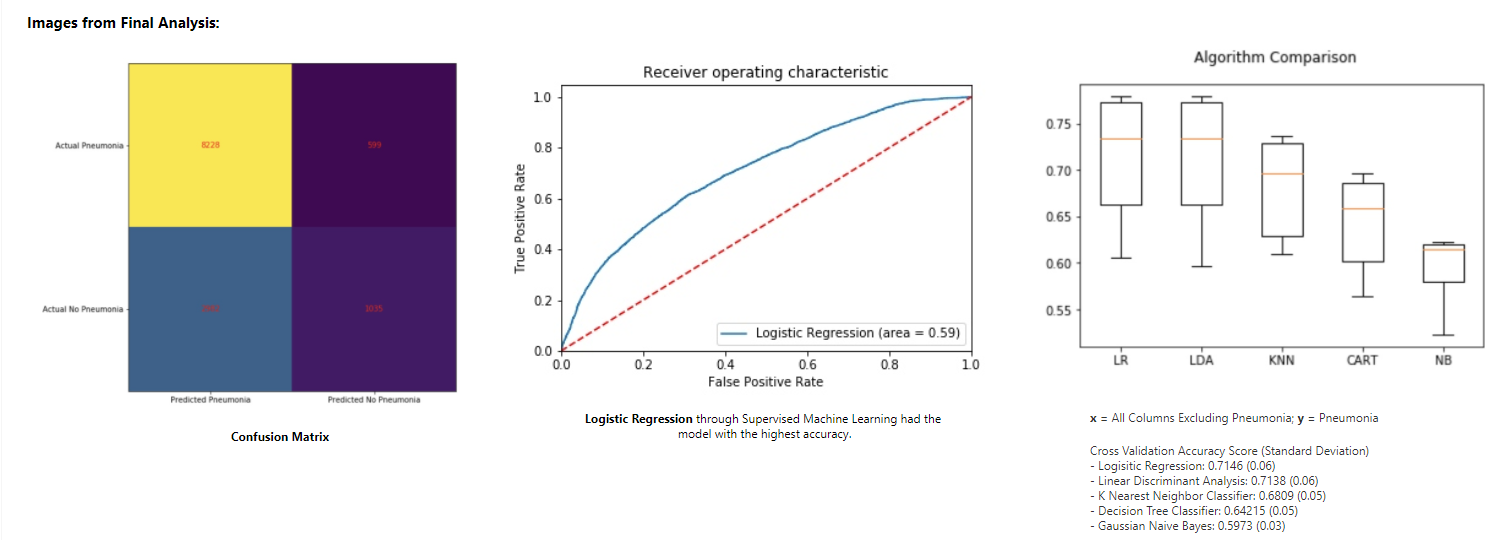 Images from Final Analysis:
Actual Pneumonia
8228
599
Actual No Pneumonia
1035
Predicted Pneumonia
Predicted No Pneumonia
Confusion Matrix
Receiver operating characteristic
True Positive Rate
1.0
0.8
0.6
0.4
0.2
0.0
Logistic Regression (area = 0.59)
0.0
0.2
0.4
0.6
0.8
1.0
False Positive Rate
Logistic Regression through Supervised Machine Learning had the
model with the highest accuracy.
Algorithm Comparison
0.75
0.70
0.65
0.60
0.55
LR
LDA
KNN
CART
NB
x = All Columns Excluding Pneumonia; y = Pneumonia
Cross Validation Accuracy Score (Standard Deviation)
- Logisitic Regression: 0.7146 (0.06)
- Linear Discriminant Analysis: 0.7138 (0.06)
- K Nearest Neighbor Classifier: 0.6809 (0.05)
- Decision Tree Classifier: 0.64215 (0.05)
- Gaussian Naive Bayes: 0.5973 (0.03)